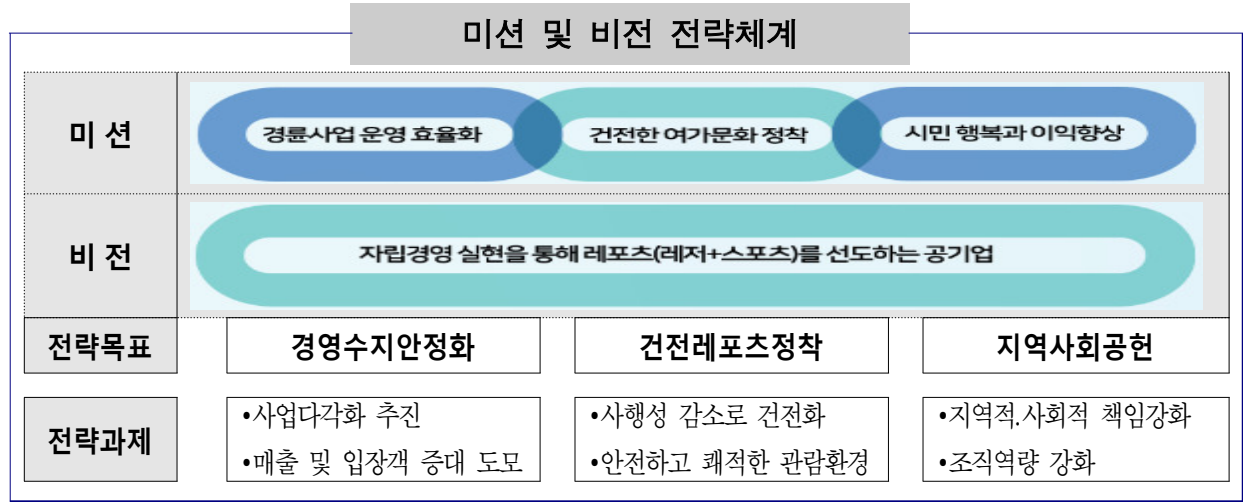 미션 및 비전 전략체계
미 션
경륜사업 운영 효율화
건전한 여가문화 정착
시민 행복과 이익향상
비 전
자립경영 실현을 통해 레포츠(레저+스포츠)를 선도하는 공기업
전략목표
경영수지안정화
건전레포츠정착
지역사회공헌
전략과제
•사업다각화 추진
•매출 및 입장객 증대 도모
•사행성 감소로 건전화
•안전하고 쾌적한 관람환경
•지역적.사회적 책임강화
•조직역량 강화